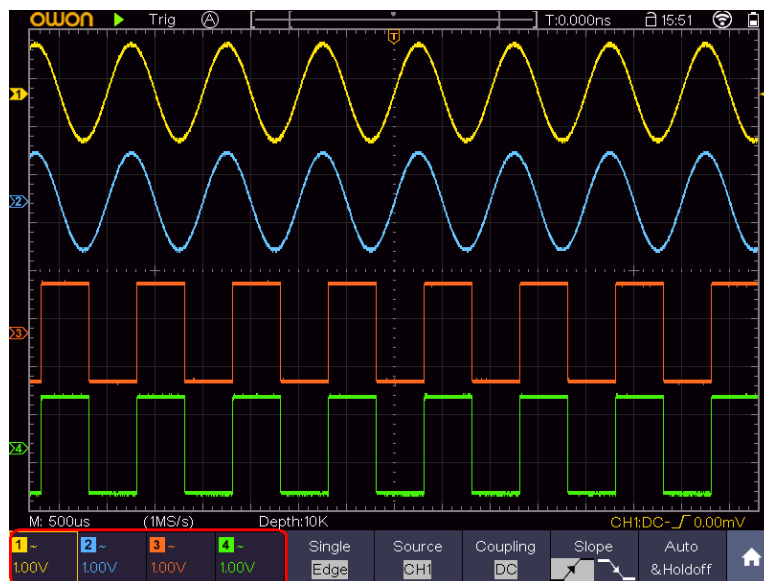 OWON Trig A T:0.000ns 15:51
T
1
2
3
4
M: 500us (1MS/s) Depth:10K CH1:DC- 0.00mV
1 ~ 2 ~ 3 ~ 4 ~ Single Source Coupling Slope Auto
1.00V 1.00V 1.00V 1.00V Edge CH1 DC &Holdoff